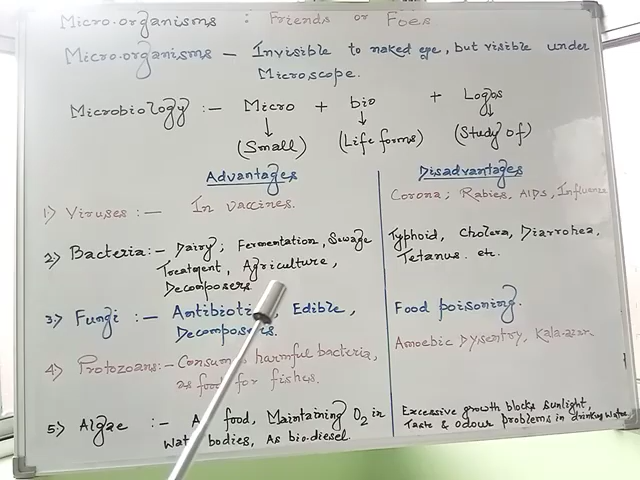 Micro-organisms : Friends or Foes
Micro.organisms – Invisible to naked eye, but visible under
Microscope.
Microbiology :– Micro + bio + Logos
↓ ↓ ↓
(Small) (Life forms) (Study of)
Advantages Disadvantages
1) Viruses :— In vaccines. Corona; Rabies, AIDs, Influenza
2) Bacteria:– Dairy; Fermentation, Sewage Typhoid, Cholera, Diarrohea,
Treatment, Agriculture, Tetanus. etc.
Decomposers
3) Fungi :– Edible, Food poisoning.
Decomposers.
4) Protozoans:– harmful bacteria, Amoebic Dysentry, Kala-azar
as food for fishes.
5) Algae :– food, Maintaining O2 in Excessive growth blocks sunlight,
Water bodies, As bio-diesel. Taste & odour problems in drinking water